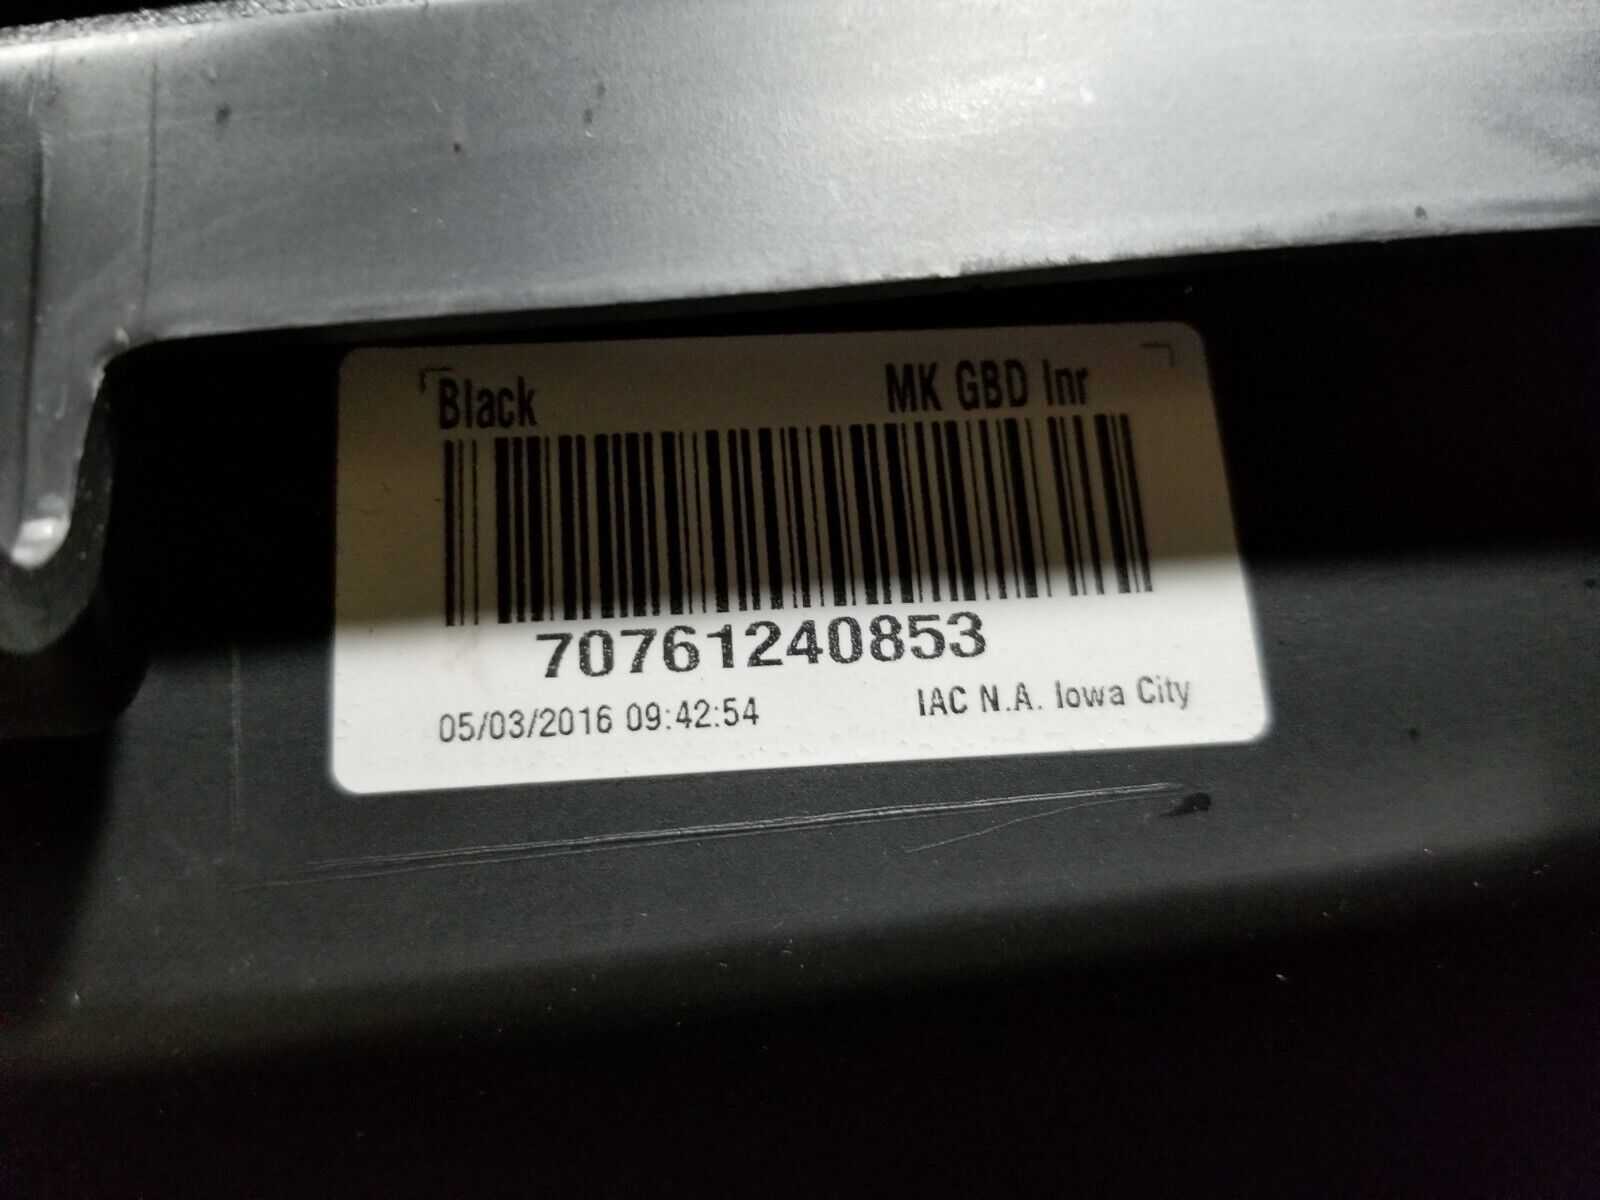 Black MK GBD Inr
70761240853
05/03/2016 09:42:54 IAC N.A. Iowa City